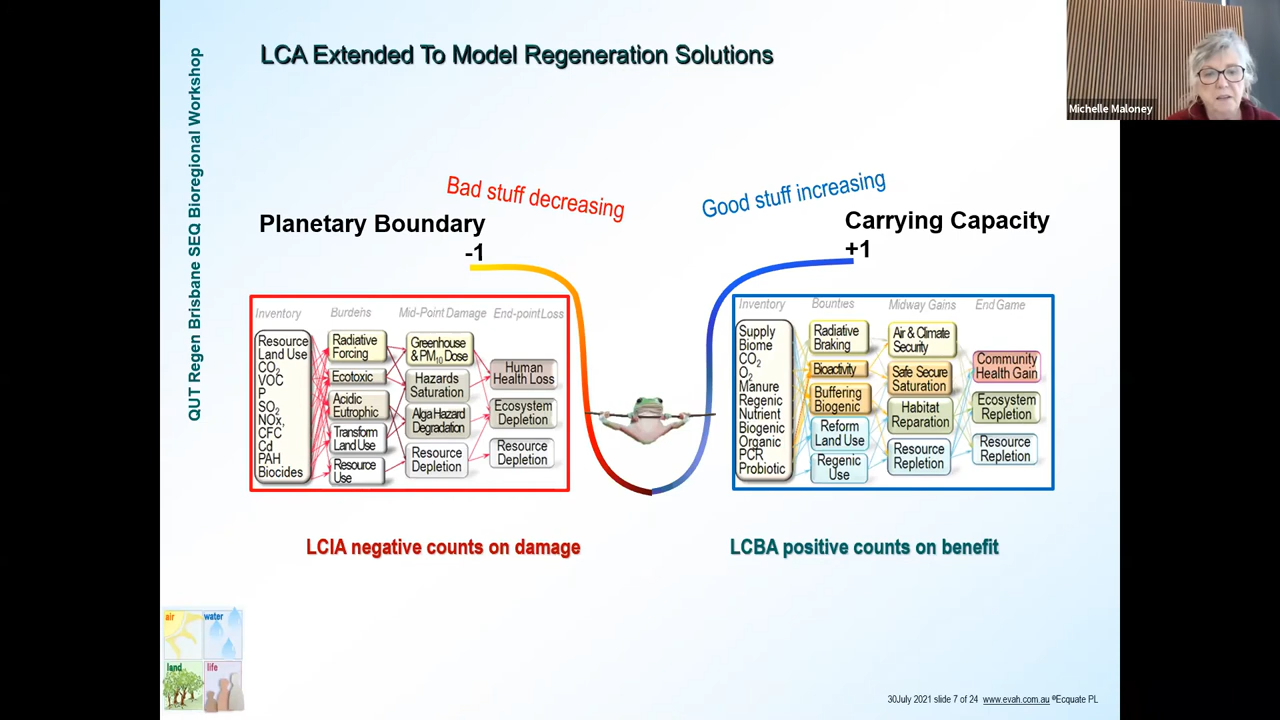 LCA Extended To Model Regeneration Solutions
Michelle Maloney
QUT Regen Brisbane SEQ Bioregional Workshop
Bad stuff decreasing
Good stuff increasing
Planetary Boundary
-1
Carrying Capacity
+1
Inventory
Burdens
Mid-Point Damage
End-point Loss
Resource
Land Use
CO2
VOC
P
SO2
NOx,
CFC
Cd
PAH
Biocides
Radiative
Forcing
Ecotoxic
Acidic
Eutrophic
Transform
Land Use
Resource
Use
Greenhouse
& PM10 Dose
Hazards
Saturation
Alga Hazard
Degradation
Resource
Depletion
Human
Health Loss
Ecosystem
Depletion
Resource
Depletion
Inventory
Bounties
Midway Gains
End Game
Supply
Biome
CO2
O2
Manure
Regenic
Nutrient
Biogenic
Organic
PCR
Probiotic
Radiative
Braking
Bioactivity
Buffering
Biogenic
Reform
Land Use
Regenic
Use
Air & Climate
Security
Safe Secure
Saturation
Habitat
Reparation
Resource
Repletion
Community
Health Gain
Ecosystem
Repletion
Resource
Repletion
LCIA negative counts on damage
LCBA positive counts on benefit
air
water
land
life
30July 2021 slide 7 of 24 www.evah.com.au ©Ecquate PL